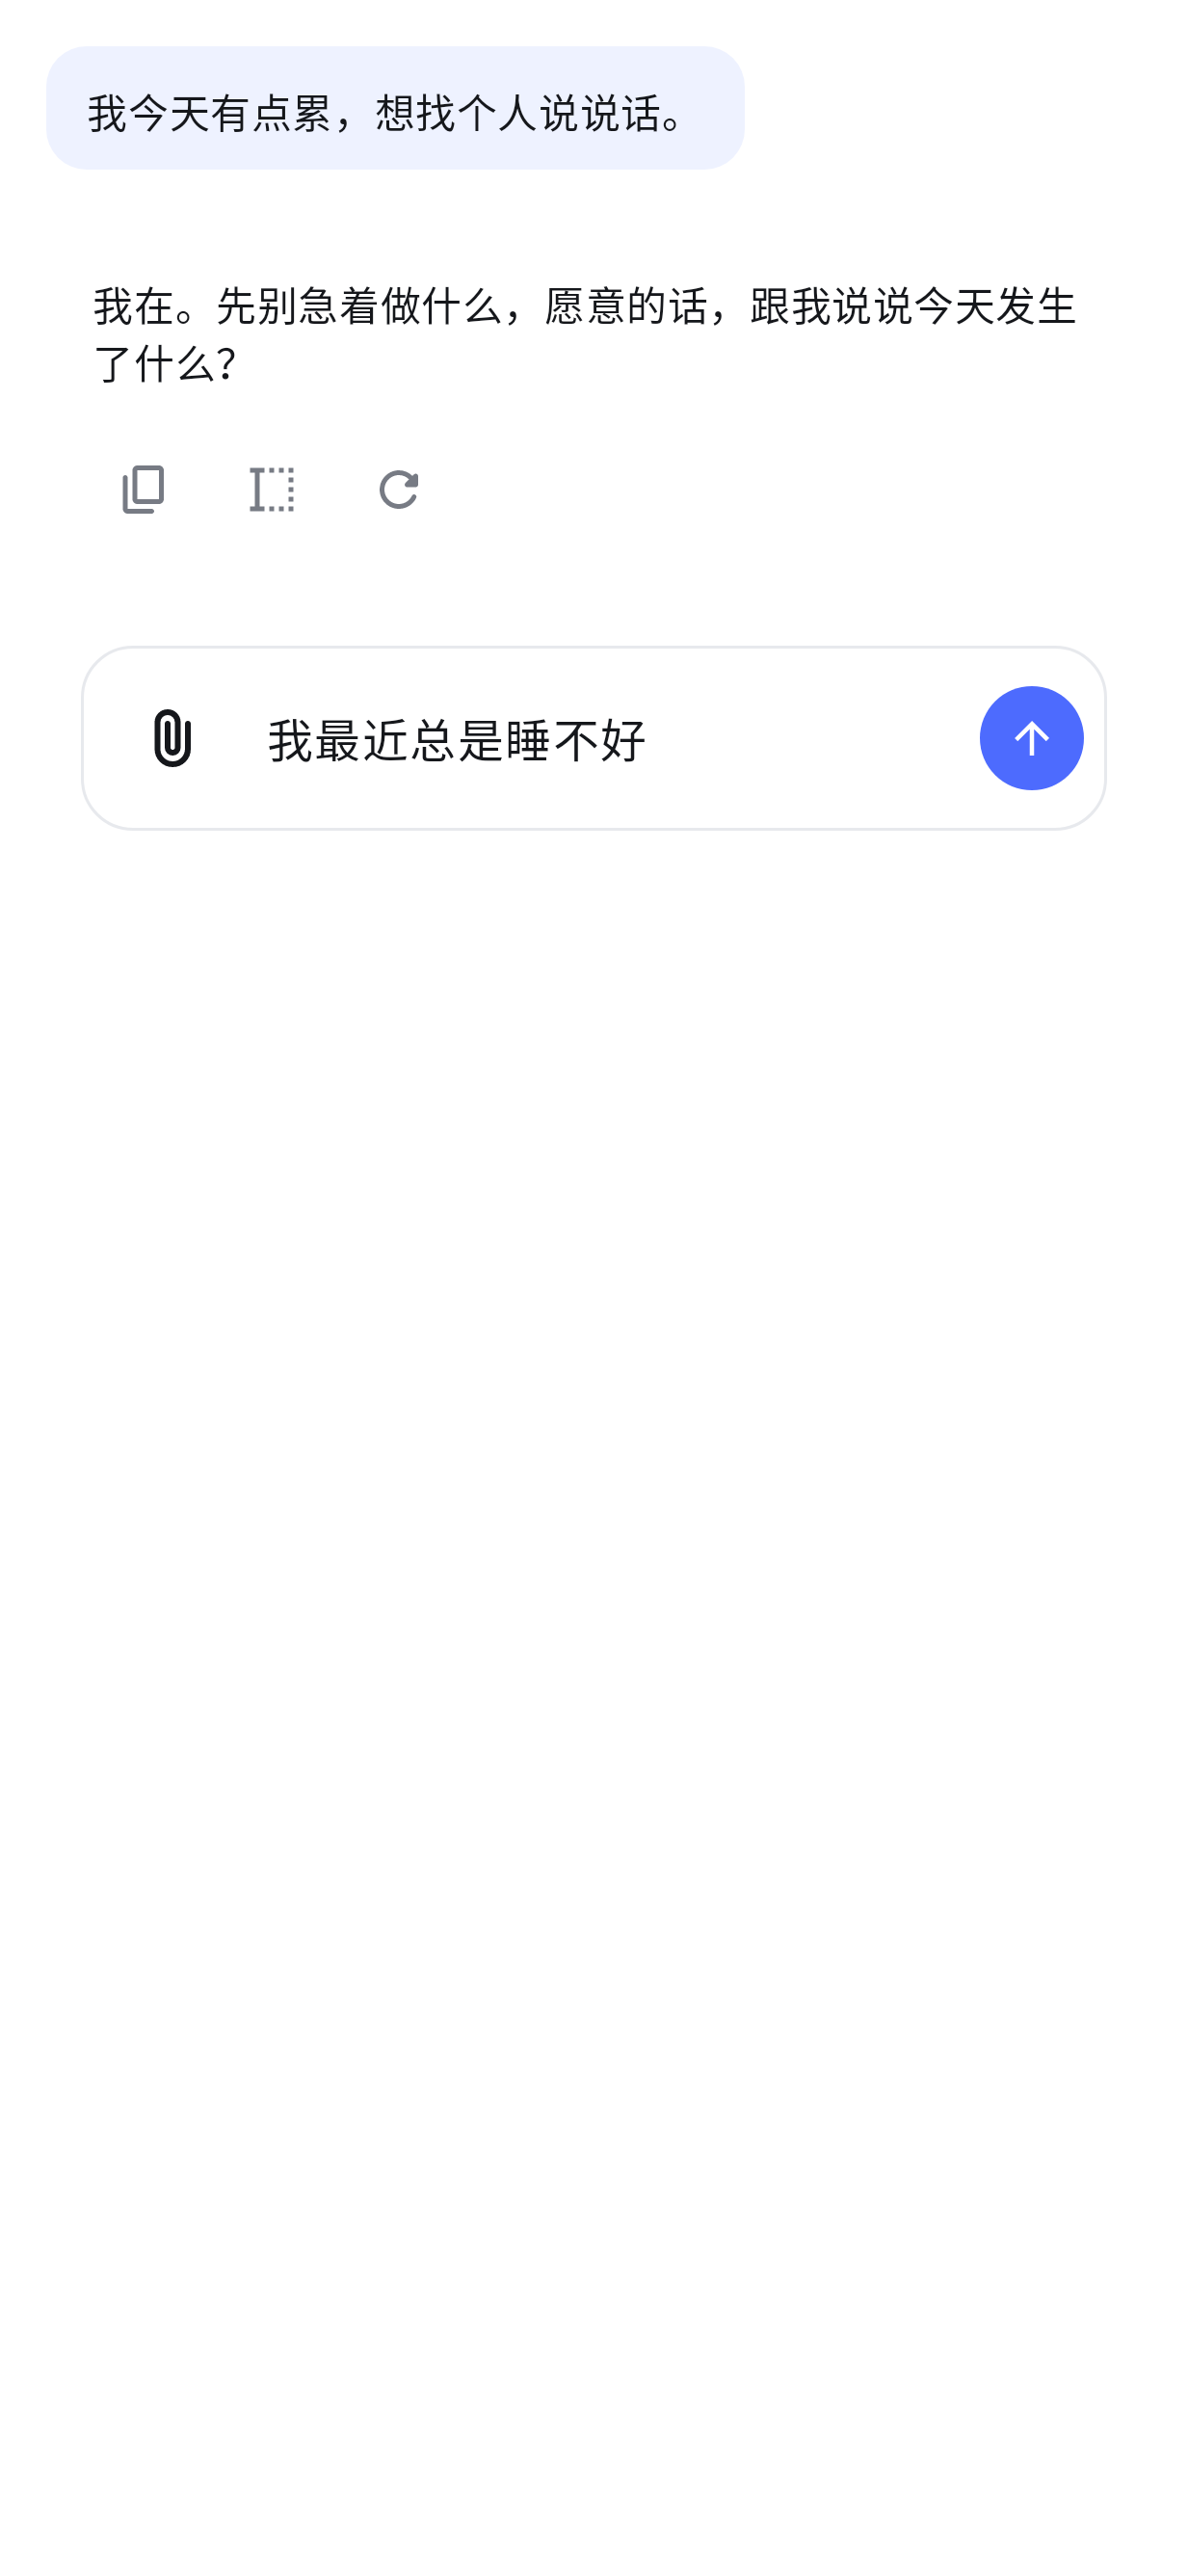 我今天有点累，想找个人说说话。
我在。先别急着做什么，愿意的话，跟我说说今天发生
了什么？
我最近总是睡不好